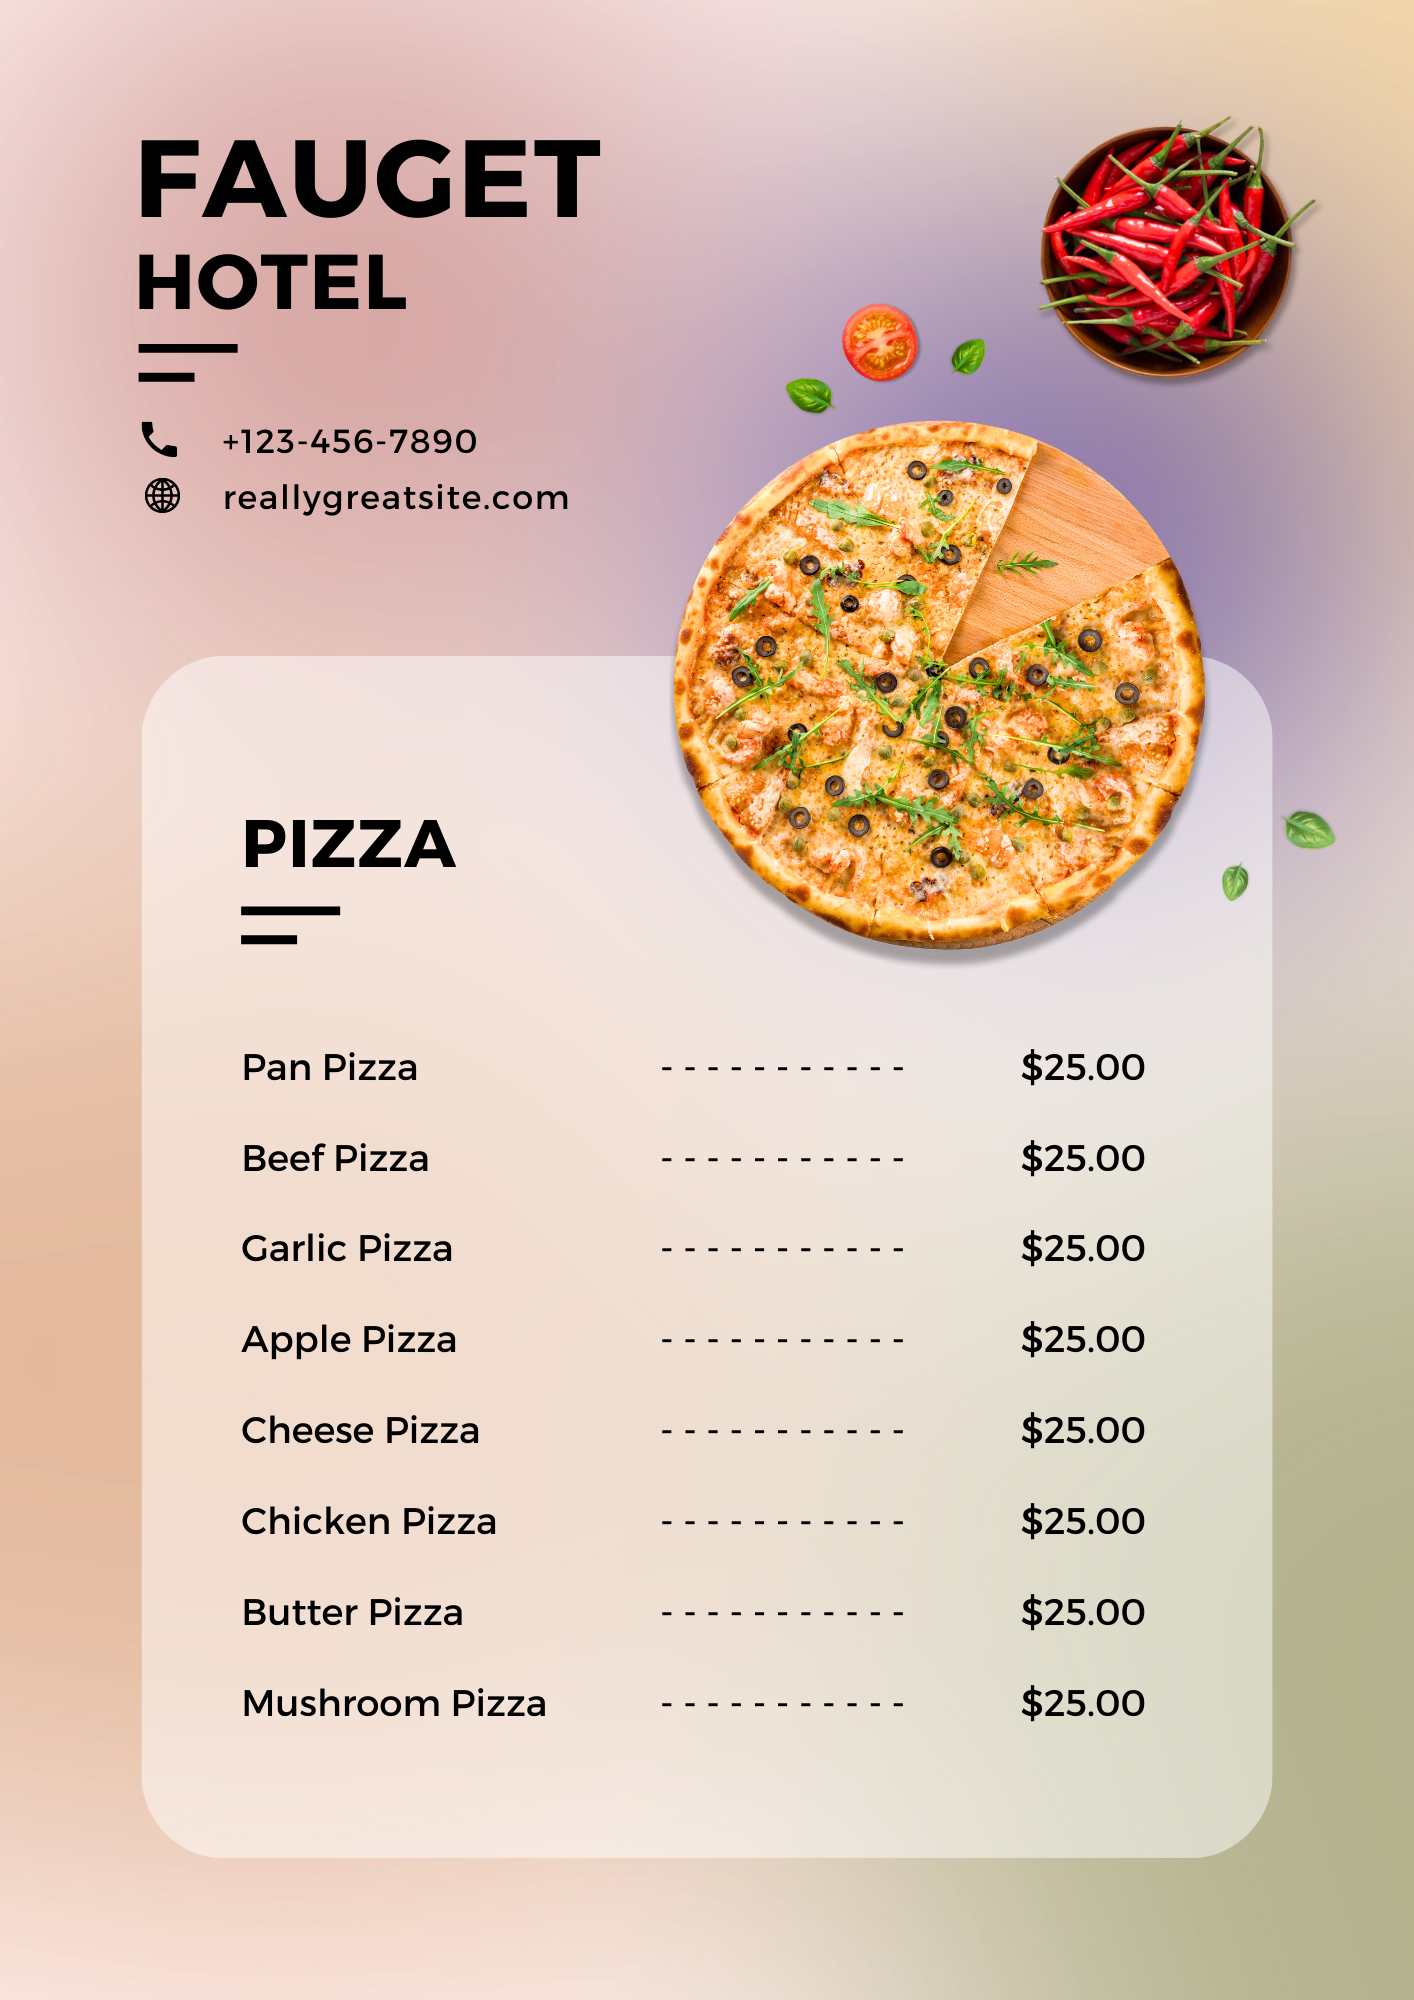 FAUGET
HOTEL
+123-456-7890
reallygreatsite.com
PIZZA
Pan Pizza - - - - - - - - - - - $25.00
Beef Pizza - - - - - - - - - - - $25.00
Garlic Pizza - - - - - - - - - - - $25.00
Apple Pizza - - - - - - - - - - - $25.00
Cheese Pizza - - - - - - - - - - - $25.00
Chicken Pizza - - - - - - - - - - - $25.00
Butter Pizza - - - - - - - - - - - $25.00
Mushroom Pizza - - - - - - - - - - - $25.00